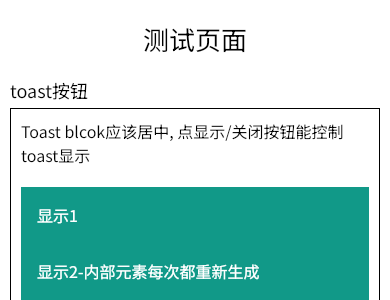 测试页面
toast按钮
Toast blcok应该居中, 点显示/关闭按钮能控制
toast显示
显示1
显示2-内部元素每次都重新生成